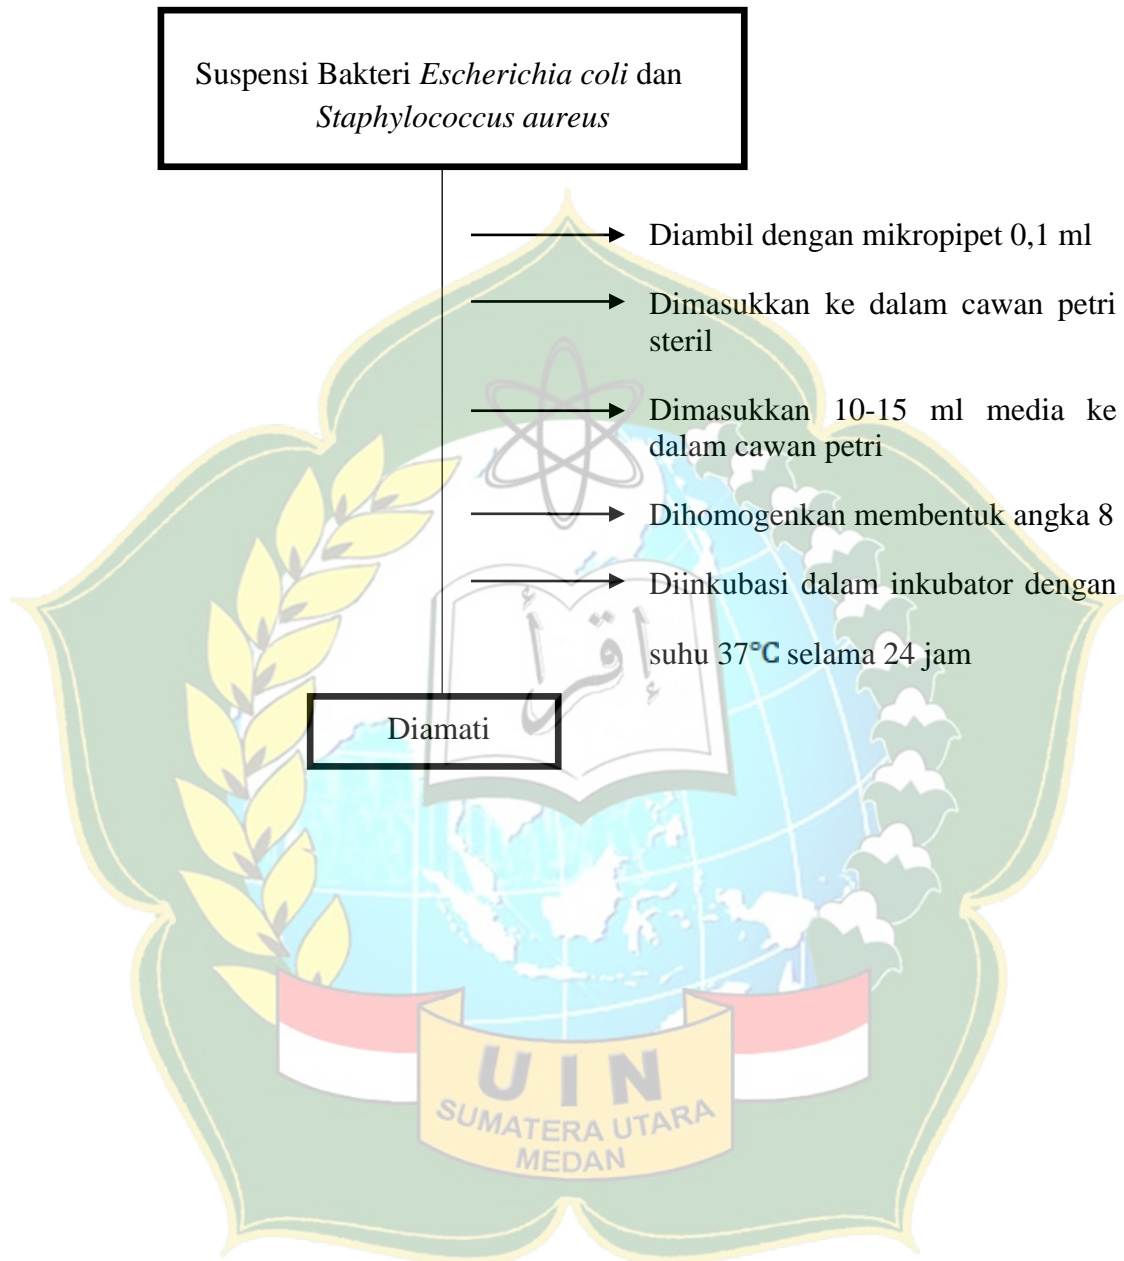 Suspensi Bakteri Escherichia coli dan
Staphylococcus aureus
Diambil dengan mikropipet 0,1 ml
Dimasukkan ke dalam cawan petri
steril
Dimasukkan 10-15 ml media ke
dalam cawan petri
Dihomogenkan membentuk angka 8
Diinkubasi dalam inkubator dengan
suhu 37°C selama 24 jam
Diamati
إقرأ
UIN
SUMATERA UTARA
MEDAN